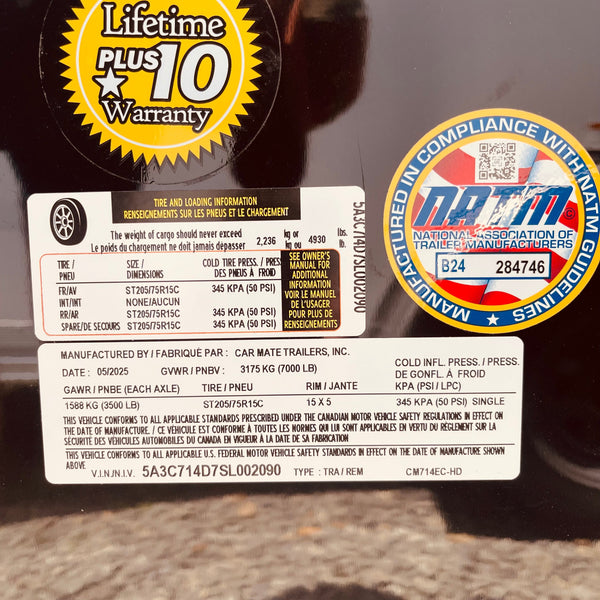 Lifetime
PLUS 10
Warranty
TIRE AND LOADING INFORMATION
RENSEIGNEMENTS SUR LES PNEUS ET LE CHARGEMENT
The weight of cargo should never exceed kg or lbs.
Le poids du chargement ne doit jamais depasser 2,236 kg ou 4930 lb.
TIRE / SIZE / COLD TIRE PRESS./ PRESS
PNEU DIMENSIONS DES PNEUS À FROID
FR/AV ST205/75R15C 345 KPA (50 PSI)
INT/INT NONE/AUCUN
RR/AR ST205/75R15C 345 KPA (50 PSI)
SPARE/DE SECOURS ST205/75R15C 345 KPA (50 PSI)
SEE OWNER'S
MANUAL FOR
ADDITIONAL
INFORMATION
VOIR LE MANUEL
DE L'USAGER
POUR PLUS DE
RENSEIGNEMENTS
5A3C714D7SL002090
MANUFACTURED IN COMPLIANCE WITH NATM GUIDELINES
NATM
NATIONAL ASSOCIATION OF
TRAILER MANUFACTURERS
B24 284746
MANUFACTURED BY / FABRIQUÉ PAR : CAR MATE TRAILERS, INC.
DATE : 05/2025 GVWR / PNBV : 3175 KG (7000 LB)
COLD INFL. PRESS. / PRESS.
DE GONFL. À FROID
GAWR / PNBE (EACH AXLE) TIRE / PNEU RIM / JANTE KPA (PSI / LPC)
1588 KG (3500 LB) ST205/75R15C 15 X 5 345 KPA (50 PSI) SINGLE
THIS VEHICLE CONFORMS TO ALL APPLICABLE STANDARDS PRESCRIBED UNDER THE CANADIAN MOTOR VEHICLE SAFETY REGULATIONS IN EFFECT ON
THE DATE OF MANUFACTURE. / CE VÉHICULE EST CONFORME À TOUTES LES NORMES QUI LUI SONT APPLICABLES EN VERTU DU RÈGLEMENT SUR LA
SÉCURITÉ DES VÉHICULES AUTOMOBILES DU CANADA EN VIGUEUR À LA DATE DE SA FABRICATION
THIS VEHICLE CONFORMS TO ALL APPLICABLE U.S. FEDERAL MOTOR VEHICLE SAFETY STANDARDS IN EFFECT ON THE DATE OF MANUFACTURE SHOWN
ABOVE.
V.I.N./N.I.V. 5A3C714D7SL002090 TYPE : TRA / REM CM714EC-HD